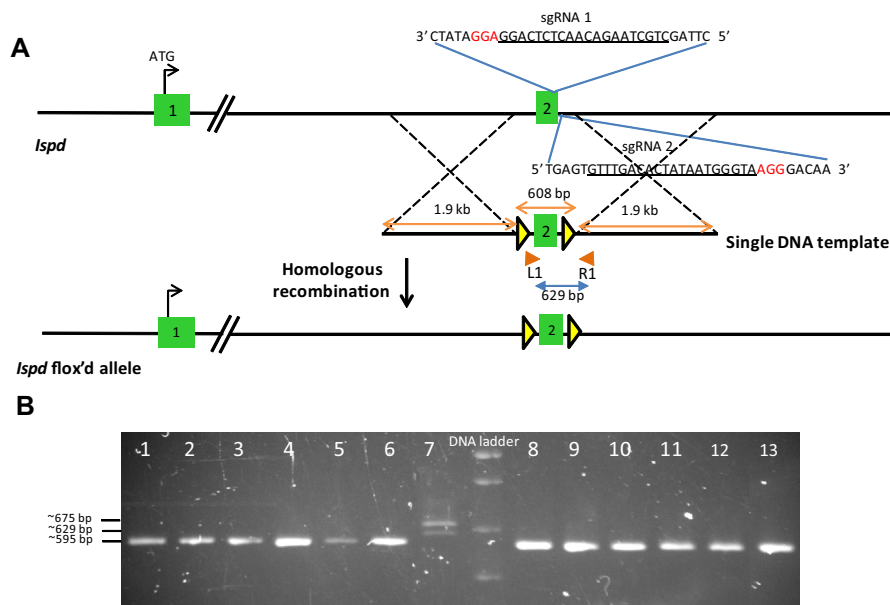 A
sgRNA 1
3’CTATAGGAGGACTCTCAACAGAATCGTCGATTC 5’
ATG
1
2
Ispd
sgRNA 2
5’TGAGTGTTTGACACTATAATGGGTAAGGGACAA 3’
608 bp
1.9 kb
1.9 kb
2
Single DNA template
L1
R1
Homologous
recombination
629 bp
1
2
Ispd flox’d allele
B
1 2 3 4 5 6 7 DNA ladder 8 9 10 11 12 13
~675 bp
~629 bp
~595 bp